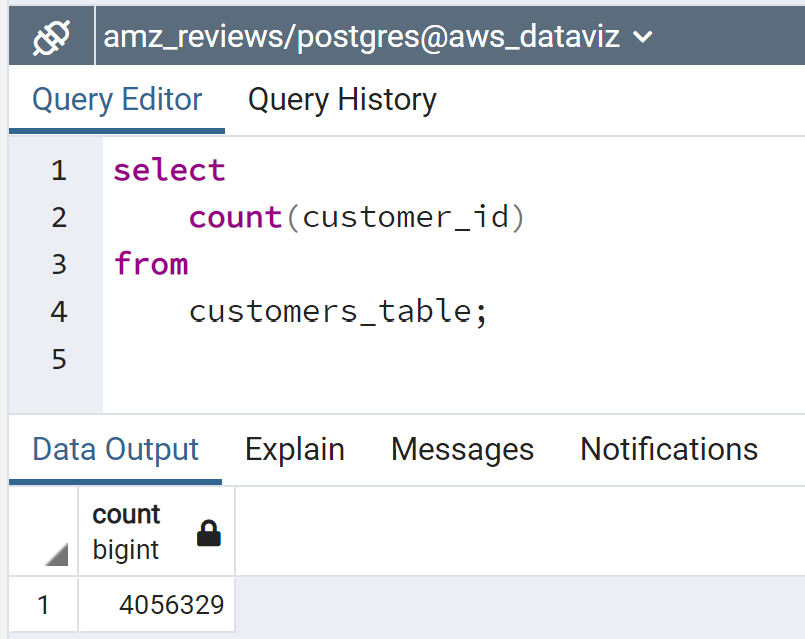 amz_reviews/postgres@aws_dataviz
Query Editor Query History
1 select
2 count(customer_id)
3 from
4 customers_table;
5
Data Output Explain Messages Notifications
count
bigint
1 4056329